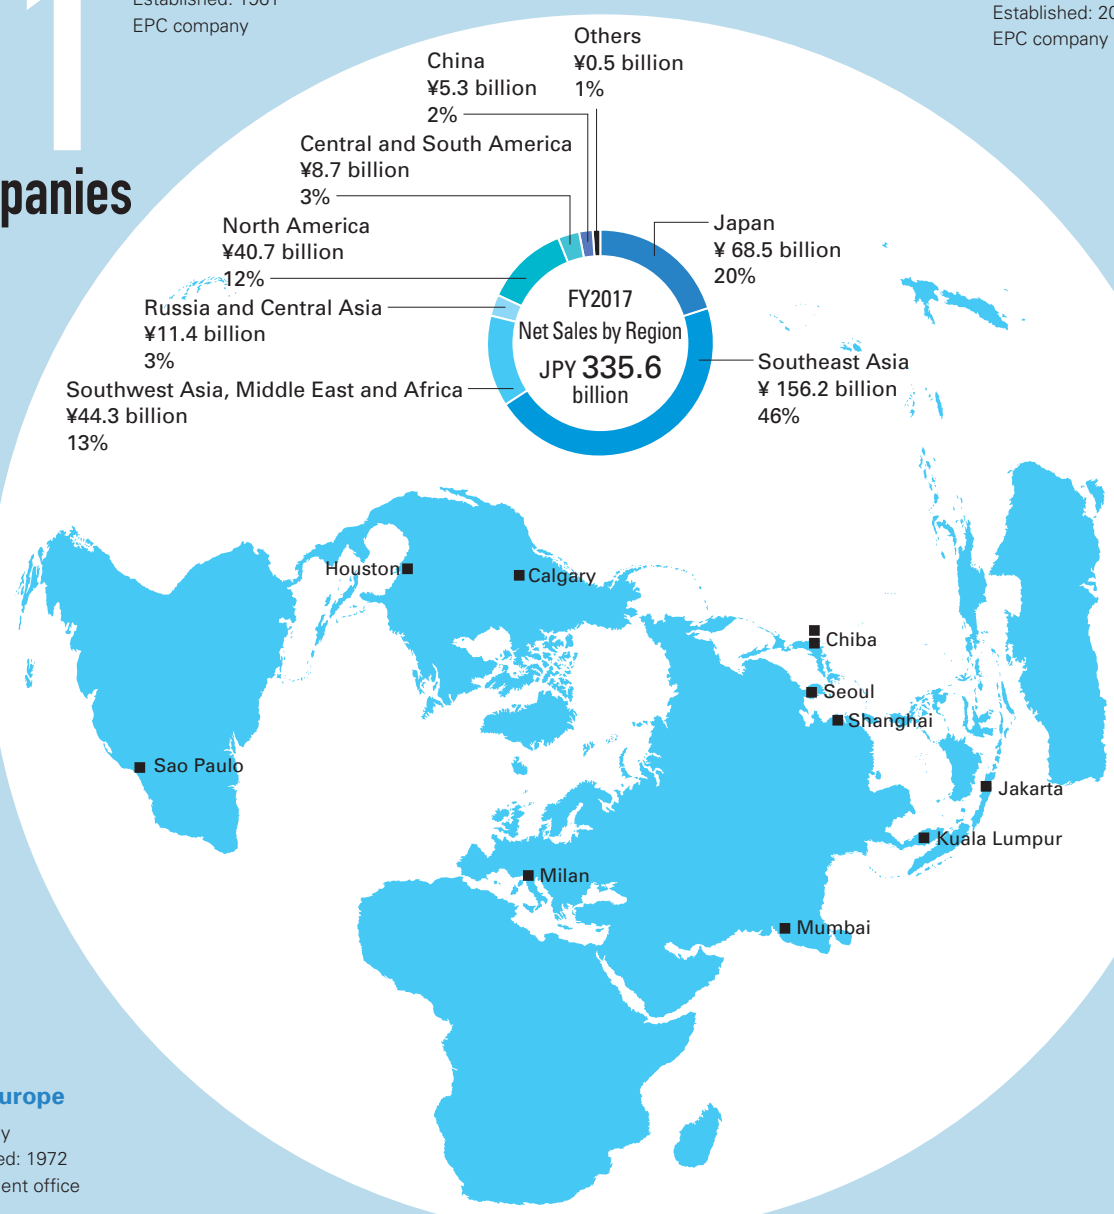 Established: 1961
EPC company
Established: 20
EPC company
1
panies
Others
¥0.5 billion
1%
China
¥5.3 billion
2%
Central and South America
¥8.7 billion
3%
North America
¥40.7 billion
12%
Russia and Central Asia
¥11.4 billion
3%
Southwest Asia, Middle East and Africa
¥44.3 billion
13%
Japan
¥ 68.5 billion
20%
Southeast Asia
¥ 156.2 billion
46%
FY2017
Net Sales by Region
JPY 335.6
billion
Houston
Calgary
Chiba
Seoul
Shanghai
Sao Paulo
Jakarta
Kuala Lumpur
Milan
Mumbai
urope
y
ed: 1972
ent office